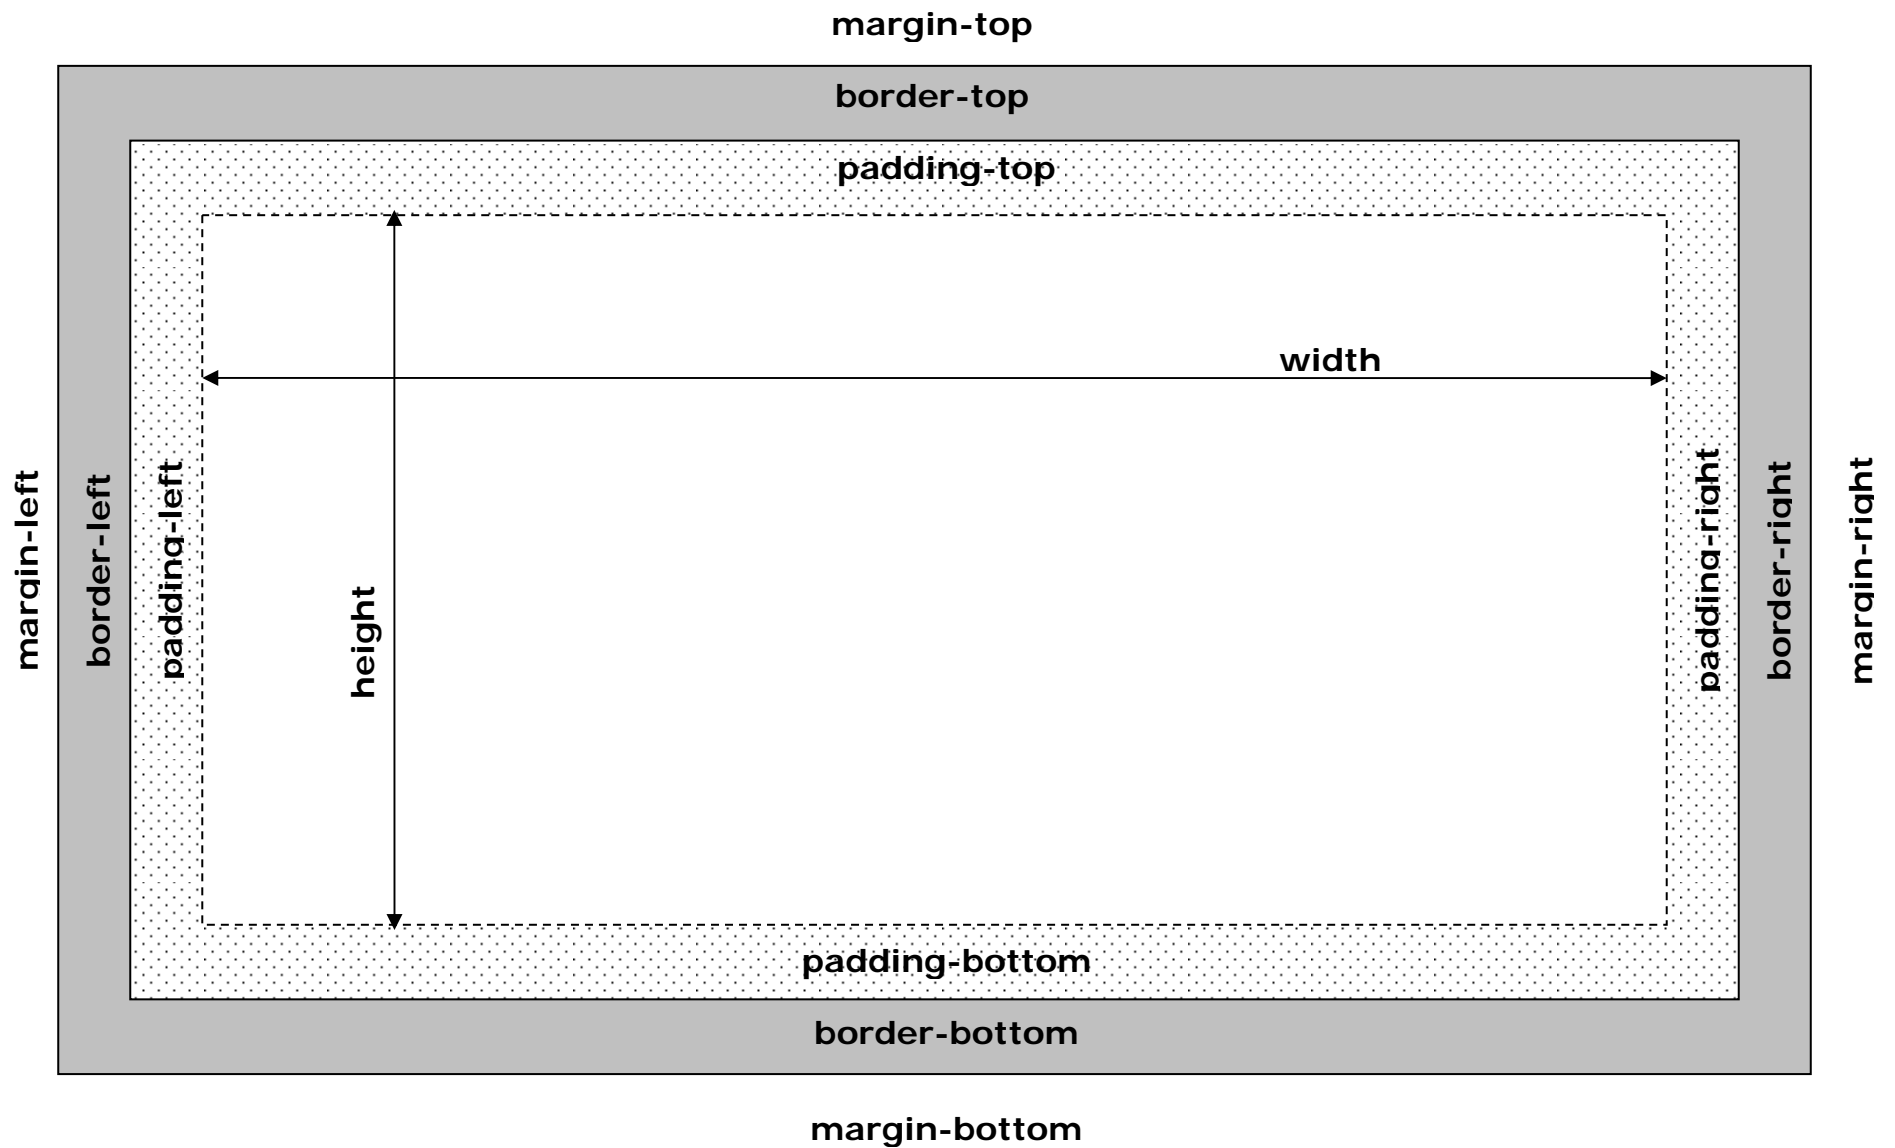 margin-top
border-top
padding-top
width
margin-left
border-left
padding-left
height
padding-right
border-right
margin-right
padding-bottom
border-bottom
margin-bottom